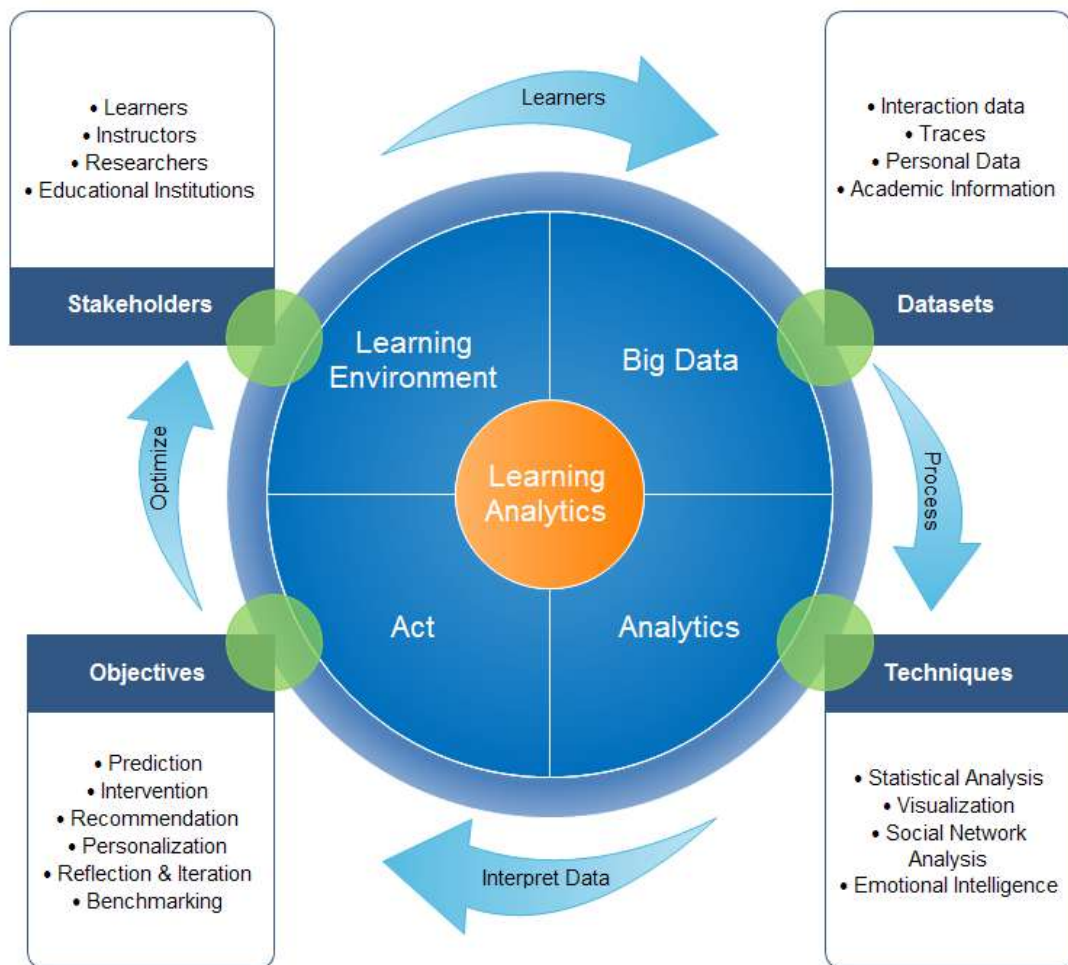 • Learners
• Instructors
• Researchers
• Educational Institutions
Stakeholders
Learners
• Interaction data
• Traces
• Personal Data
• Academic Information
Datasets
Learning
Environment
Big Data
Learning
Analytics
Act
Analytics
Optimize
Process
Objectives
• Prediction
• Intervention
• Recommendation
• Personalization
• Reflection & Iteration
• Benchmarking
Interpret Data
Techniques
• Statistical Analysis
• Visualization
• Social Network
Analysis
• Emotional Intelligence